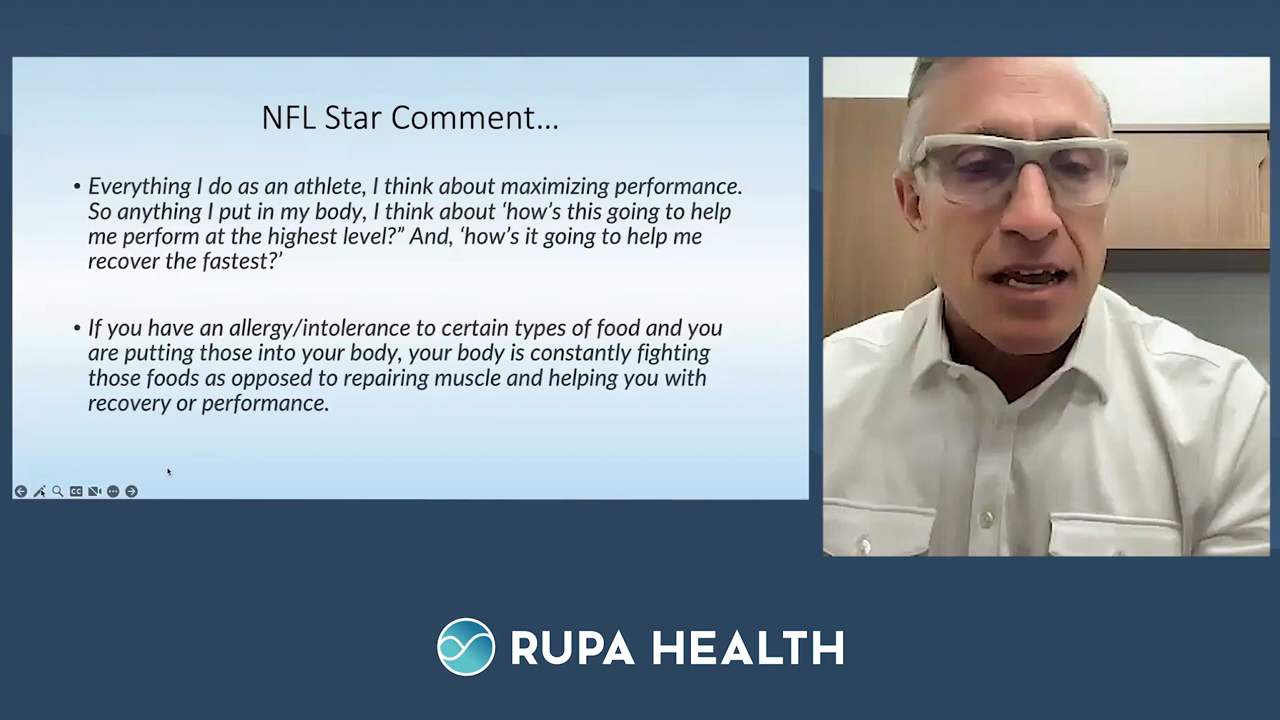 NFL Star Comment...
• Everything I do as an athlete, I think about maximizing performance.
So anything I put in my body, I think about ‘how’s this going to help
me perform at the highest level?” And, ‘how’s it going to help me
recover the fastest?’
• If you have an allergy/intolerance to certain types of food and you
are putting those into your body, your body is constantly fighting
those foods as opposed to repairing muscle and helping you with
recovery or performance.
CC
RUPA HEALTH